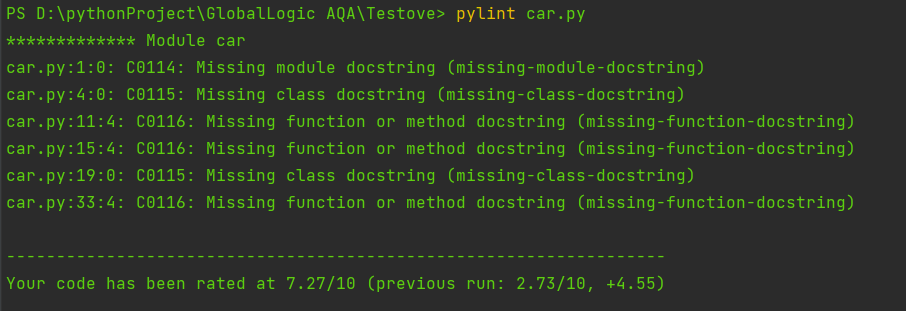 PS D:\pythonProject\GlobalLogic AQA\Testove> pylint car.py
************* Module car
car.py:1:0: C0114: Missing module docstring (missing-module-docstring)
car.py:4:0: C0115: Missing class docstring (missing-class-docstring)
car.py:11:4: C0116: Missing function or method docstring (missing-function-docstring)
car.py:15:4: C0116: Missing function or method docstring (missing-function-docstring)
car.py:19:0: C0115: Missing class docstring (missing-class-docstring)
car.py:33:4: C0116: Missing function or method docstring (missing-function-docstring)
------------------------------------------------------------------
Your code has been rated at 7.27/10 (previous run: 2.73/10, +4.55)